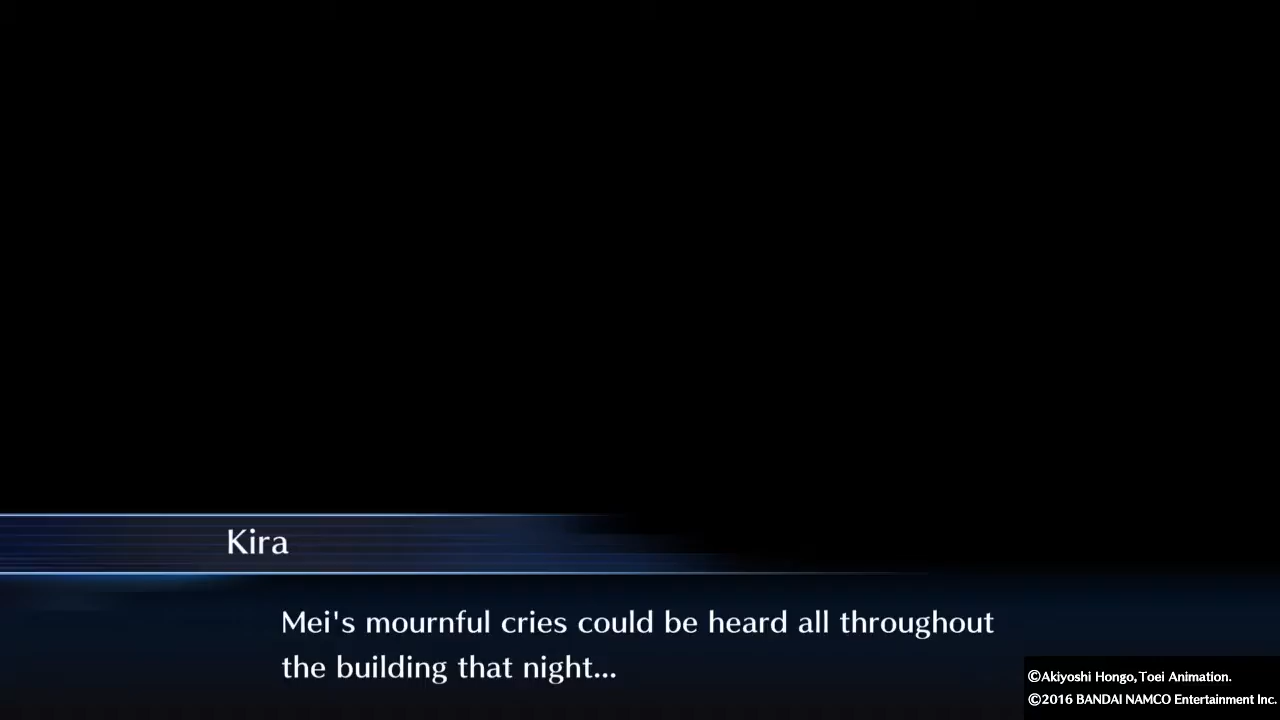 Kira
Mei's mournful cries could be heard all throughout
the building that night...
©Akiyoshi Hongo, Toei Animation.
©2016 BANDAI NAMCO Entertainment Inc.